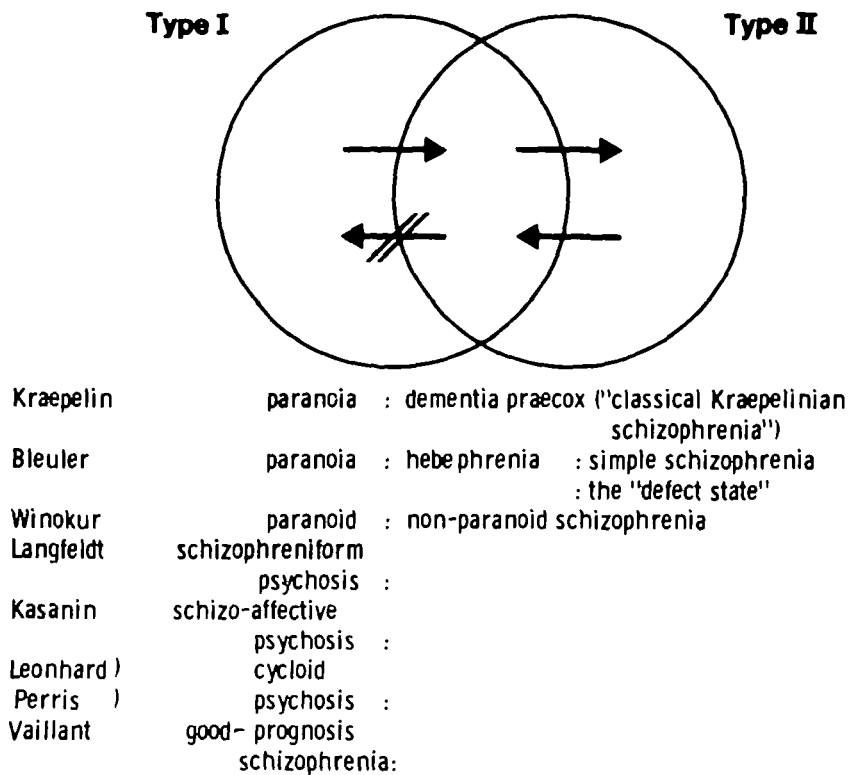 Type I Type II
Kraepelin paranoia : dementia praecox ("classical Kraepelinian
schizophrenia")
Bleuler paranoia : hebephrenia : simple schizophrenia
: the "defect state"
Winokur paranoid : non-paranoid schizophrenia
Langfeldt schizophreniform
psychosis :
Kasanin schizo-affective
psychosis :
Leonhard ) cycloid
Perris ) psychosis :
Vaillant good-prognosis
schizophrenia: